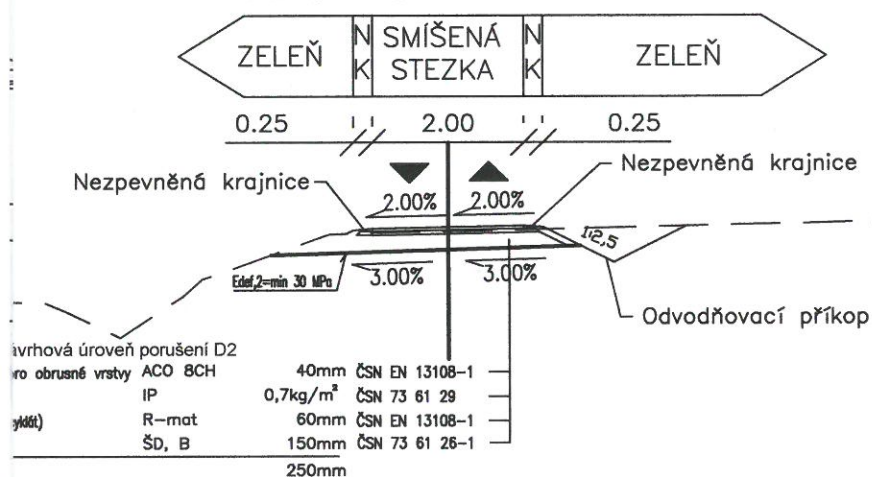 ZELEŇ NK SMÍŠENÁ STEZKA NK ZELEŇ
0.25 2.00 0.25
Nezpevněná krajnice
Nezpevněná krajnice
2.00% 2.00%
1:2,5
Edef,2=min 30 MPa
3.00% 3.00%
Odvodňovací příkop
ávrhová úroveň porušení D2
ro obrusné vrstvy ACO 8CH 40mm ČSN EN 13108-1
IP 0,7kg/m² ČSN 73 61 29
yklát) R-mat 60mm ČSN EN 13108-1
ŠD, B 150mm ČSN 73 61 26-1
250mm